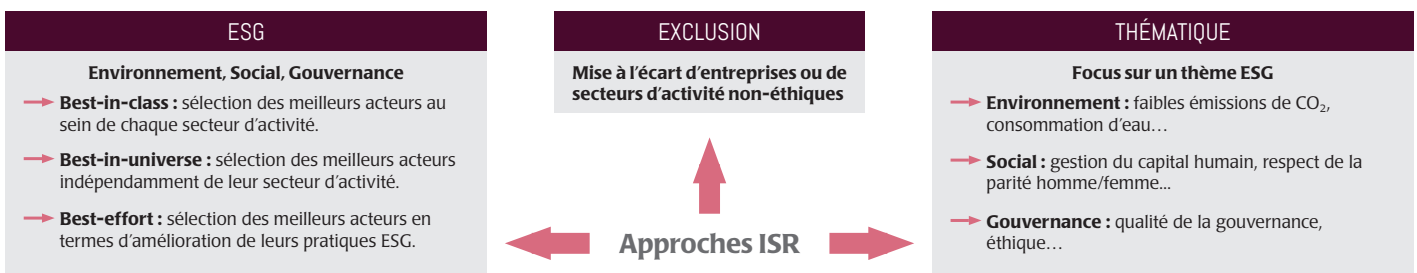 ESG
Environnement, Social, Gouvernance
Best-in-class : sélection des meilleurs acteurs au
sein de chaque secteur d'activité.
Best-in-universe : sélection des meilleurs acteurs
indépendamment de leur secteur d'activité.
Best-effort : sélection des meilleurs acteurs en
termes d'amélioration de leurs pratiques ESG.
EXCLUSION
Mise à l'écart d'entreprises ou de
secteurs d'activité non-éthiques
Approches ISR
THÉMATIQUE
Focus sur un thème ESG
Environnement : faibles émissions de CO₂,
consommation d'eau…
Social : gestion du capital humain, respect de la
parité homme/femme...
Gouvernance : qualité de la gouvernance,
éthique…